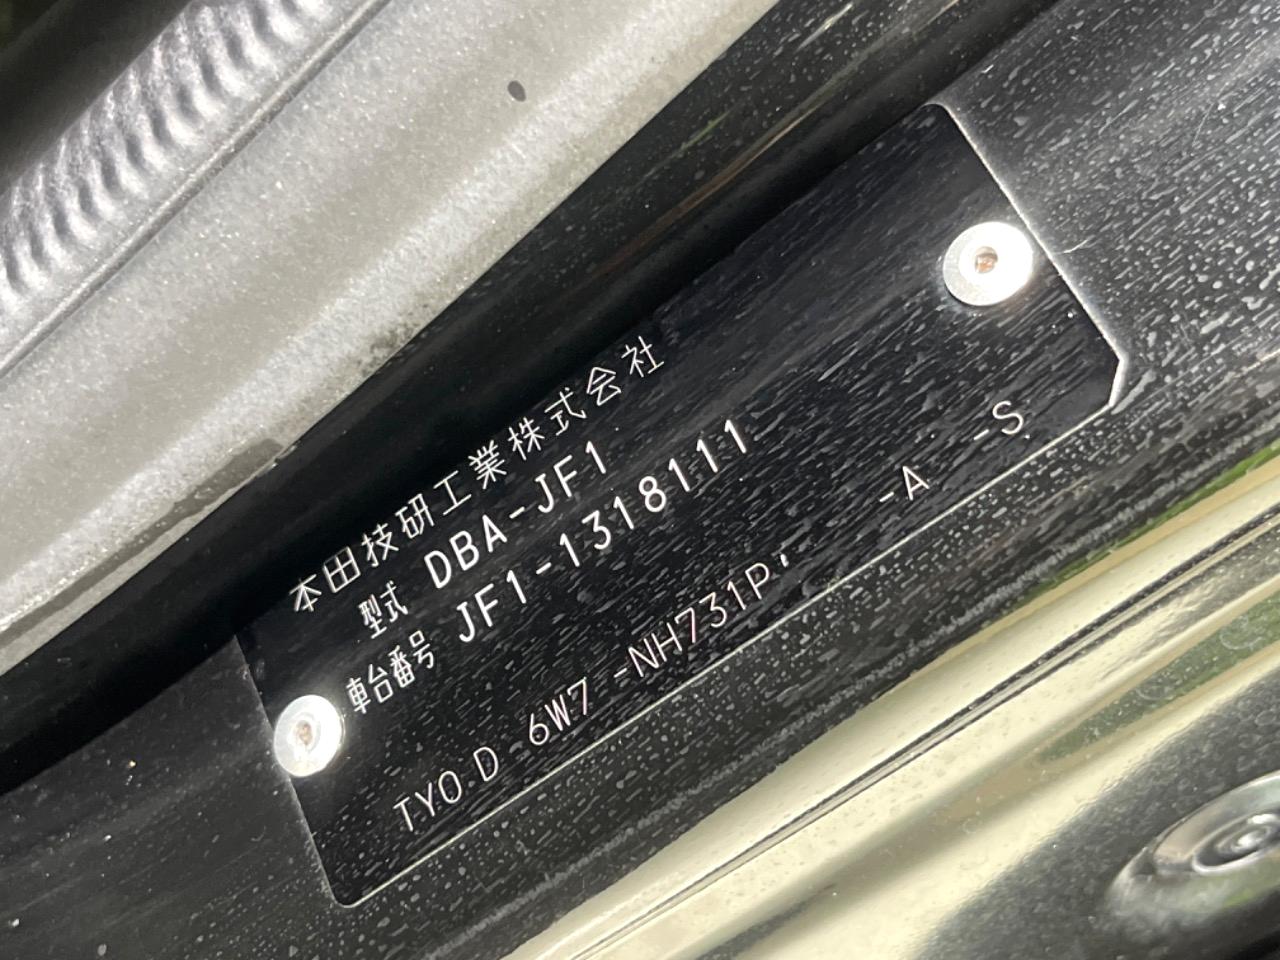 本田技研工業株式会社
型式 DBA-JF1
車台番号 JF1-1318111
TY0 D 6W7 -NH731P -A -S